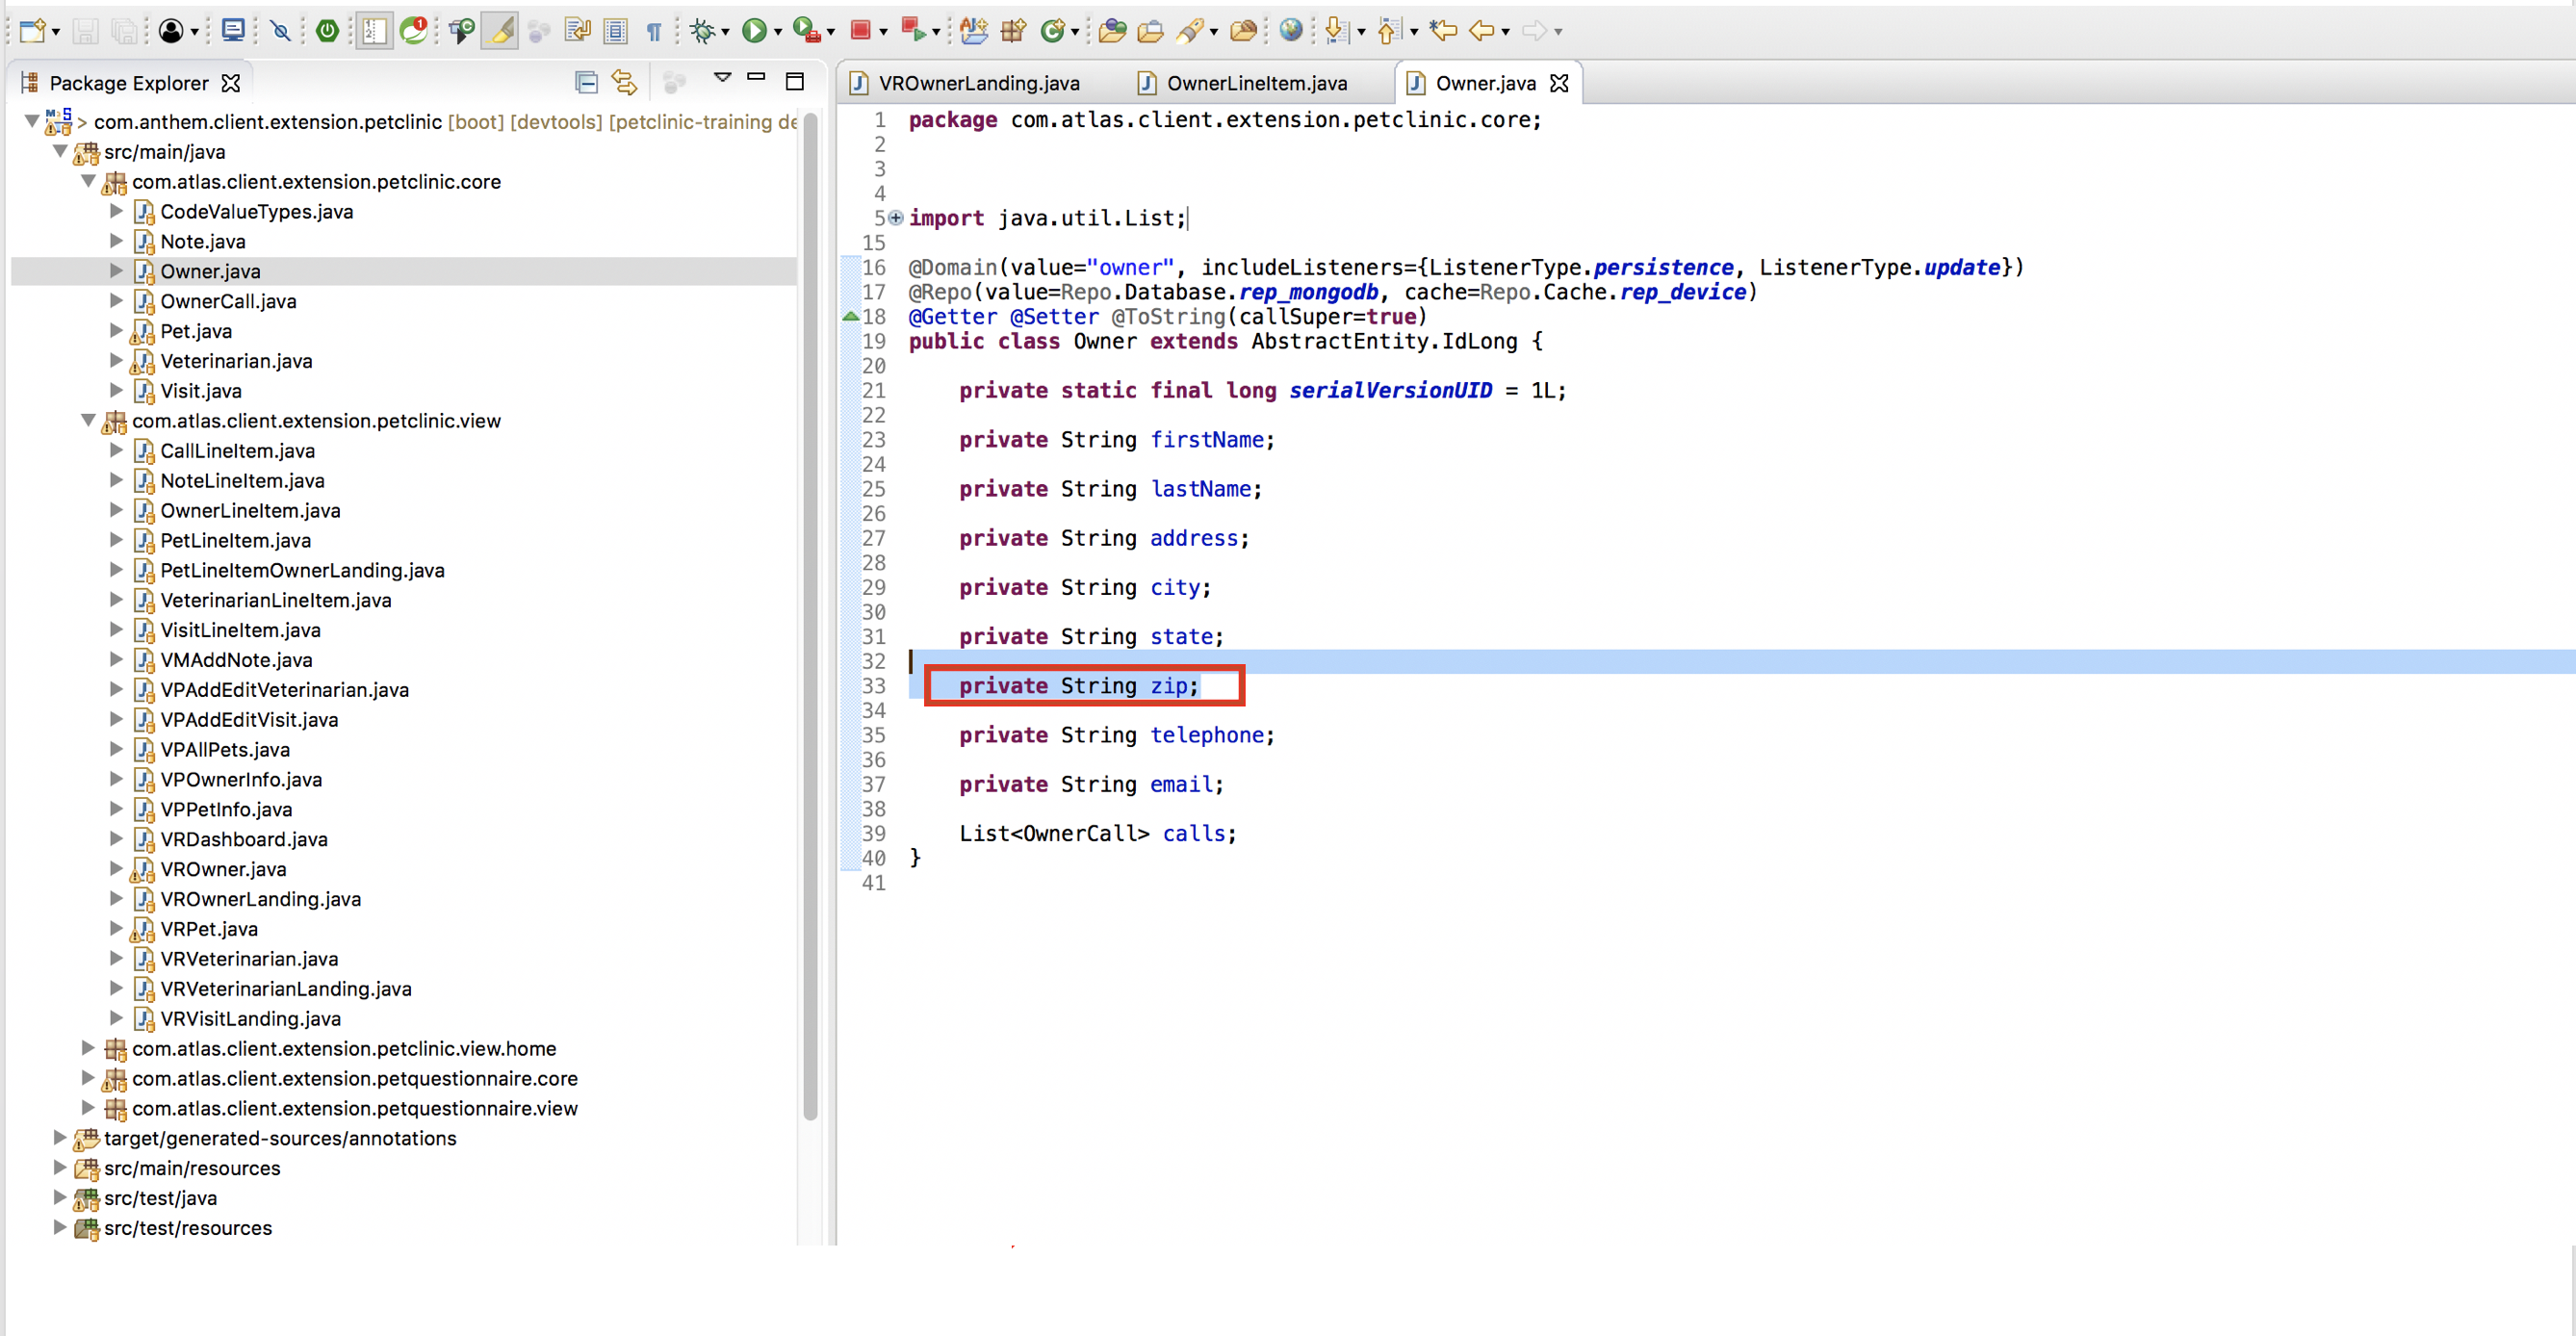 Package Explorer
> com.anthem.client.extension.petclinic [boot] [devtools] [petclinic-training de
src/main/java
com.atlas.client.extension.petclinic.core
CodeValueTypes.java
Note.java
Owner.java
OwnerCall.java
Pet.java
Veterinarian.java
Visit.java
com.atlas.client.extension.petclinic.view
CallLineItem.java
NoteLineItem.java
OwnerLineItem.java
PetLineItem.java
PetLineItemOwnerLanding.java
VeterinarianLineItem.java
VisitLineItem.java
VMAddNote.java
VPAddEditVeterinarian.java
VPAddEditVisit.java
VPAllPets.java
VPOwnerInfo.java
VPPetInfo.java
VRDashboard.java
VROwner.java
VROwnerLanding.java
VRPet.java
VRVeterinarian.java
VRVeterinarianLanding.java
VRVisitLanding.java
com.atlas.client.extension.petclinic.view.home
com.atlas.client.extension.petquestionnaire.core
com.atlas.client.extension.petquestionnaire.view
target/generated-sources/annotations
src/main/resources
src/test/java
src/test/resources
VROwnerLanding.java OwnerLineItem.java Owner.java
1 package com.atlas.client.extension.petclinic.core;
2
3
4
5 import java.util.List;
15
16 @Domain(value="owner", includeListeners={ListenerType.persistence, ListenerType.update})
17 @Repo(value=Repo.Database.rep_mongodb, cache=Repo.Cache.rep_device)
18 @Getter @Setter @ToString(callSuper=true)
19 public class Owner extends AbstractEntity.IdLong {
20
21 private static final long serialVersionUID = 1L;
22
23 private String firstName;
24
25 private String lastName;
26
27 private String address;
28
29 private String city;
30
31 private String state;
32
33 private String zip;
34
35 private String telephone;
36
37 private String email;
38
39 List<OwnerCall> calls;
40 }
41